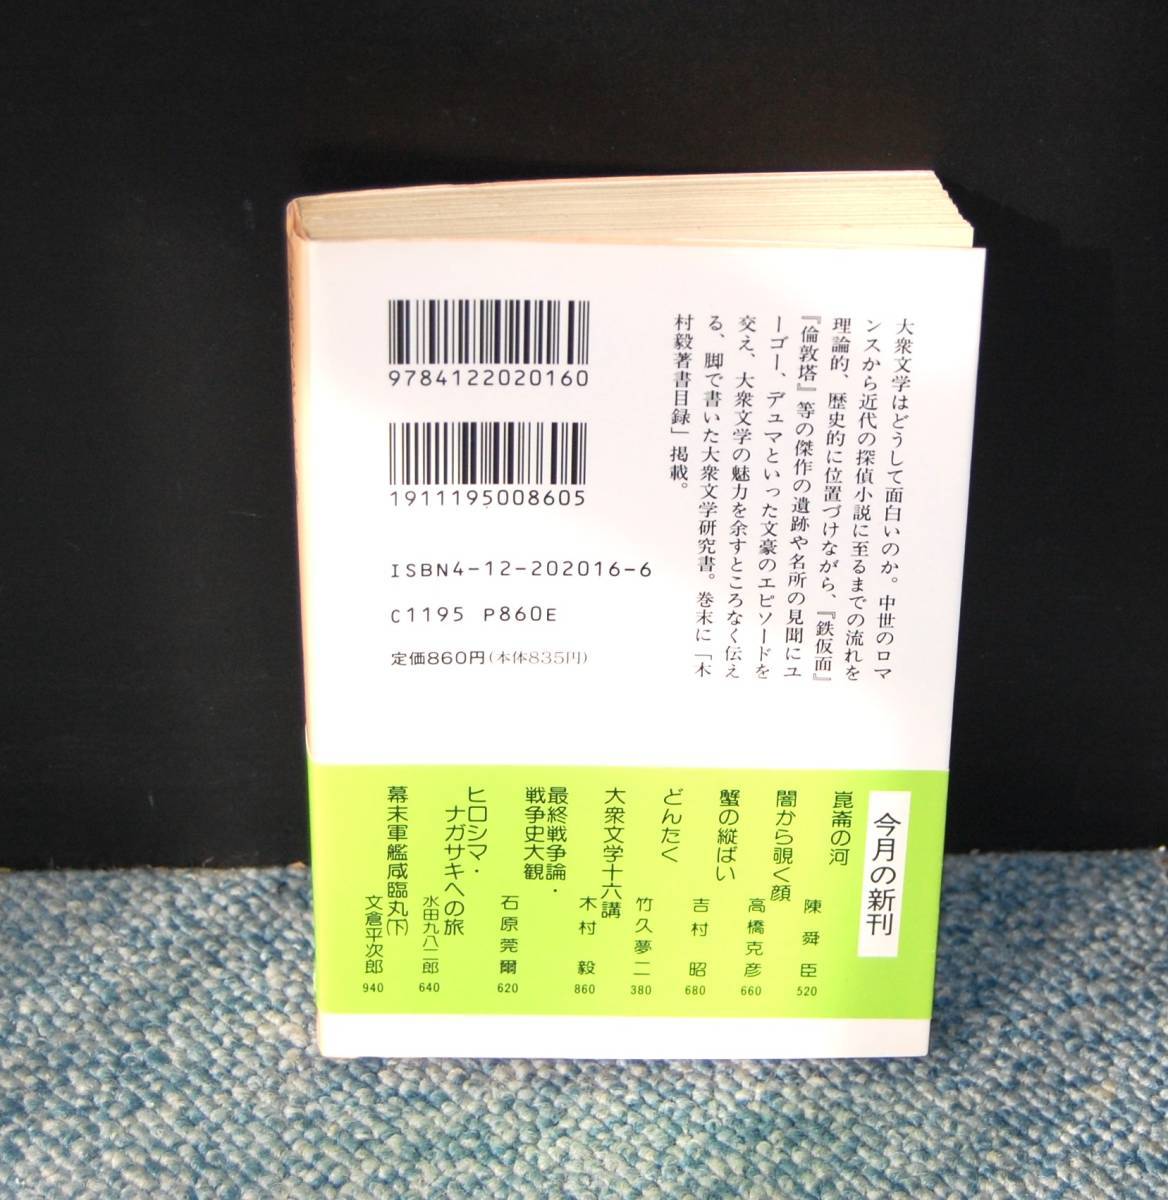 大衆文学はどうして面白いのか。中世のロマ
ンスから近代の探偵小説に至るまでの流れを
理論的、歴史的に位置づけながら、『鉄仮面』
『倫敦塔』等の傑作の遺跡や名所の見聞にユ
ーゴー、デュマといった文豪のエピソードを
交え、大衆文学の魅力を余すところなく伝え
る、脚で書いた大衆文学研究書。巻末に「木
村毅著書目録」掲載。
9784122020160
1911195008605
ISBN4-12-202016-6
C1195 P860E
定価860円(本体835円)
今月の新刊
崑崙の河
陳舜臣
520
闇から覗く顔
高橋克彦
660
蟹の縦ばい
吉村昭
680
どんたく
竹久夢二
380
大衆文学十六講
木村毅
860
最終戦争論・
戦争史大観
石原莞爾
620
ヒロシマ・
ナガサキへの旅
水田九八二郎
640
幕末軍艦咸臨丸(下)
文倉平次郎
940